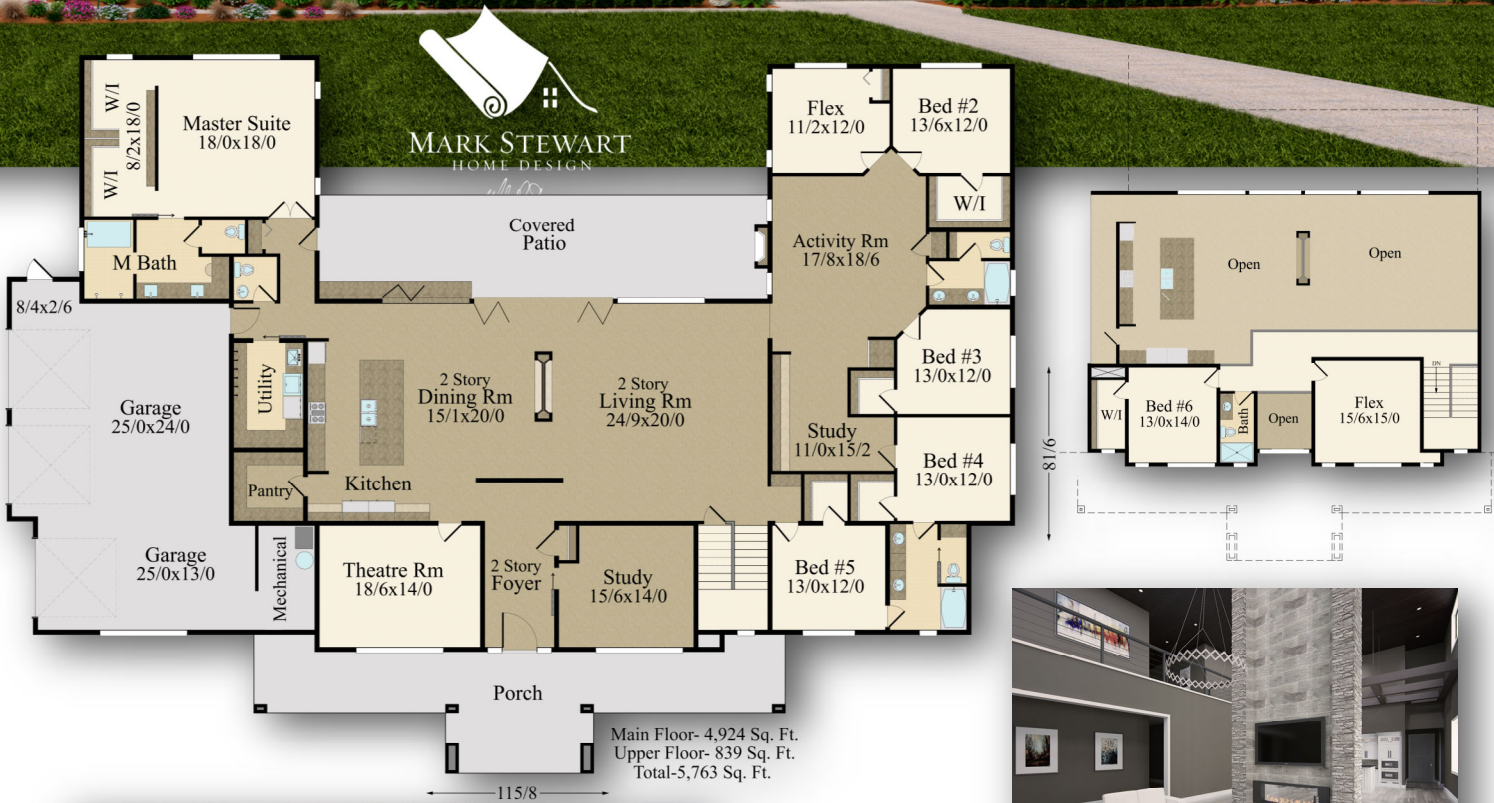 MARK STEWART
HOME DESIGN
W/I
8/2x18/0
W/I
Master Suite
18/0x18/0
M Bath
Covered
Patio
Flex
11/2x12/0
Bed #2
13/6x12/0
W/I
Activity Rm
17/8x18/6
8/4x2/6
Garage
25/0x24/0
Utility
2 Story
Dining Rm
15/1x20/0
2 Story
Living Rm
24/9x20/0
Bed #3
13/0x12/0
Study
11/0x15/2
Bed #4
13/0x12/0
Pantry
Kitchen
Garage
25/0x13/0
Mechanical
Theatre Rm
18/6x14/0
2 Story
Foyer
Study
15/6x14/0
Bed #5
13/0x12/0
Porch
Main Floor- 4,924 Sq. Ft.
Upper Floor- 839 Sq. Ft.
Total-5,763 Sq. Ft.
115/8
81/6
Open
Open
W/I
Bed #6
13/0x14/0
Bath
Open
Flex
15/6x15/0
DN